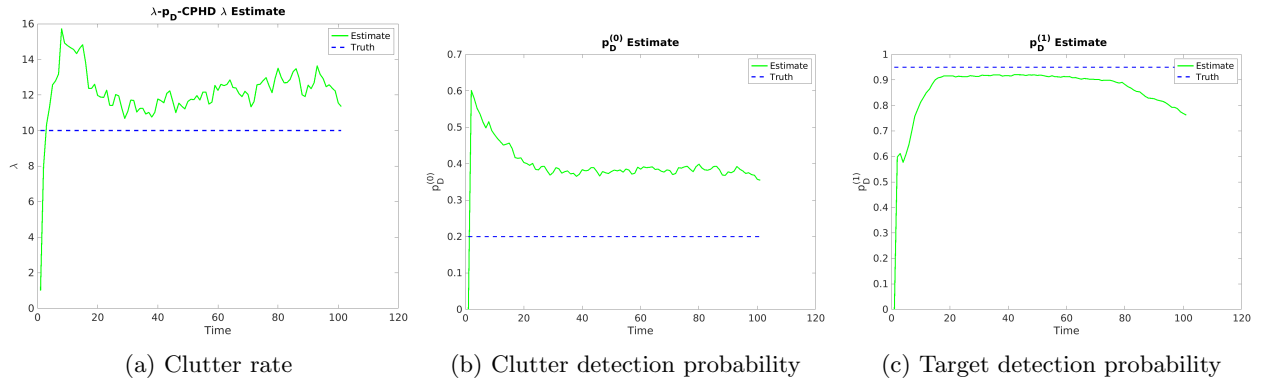 λ-p_D-CPHD λ Estimate
16
14
12
10
8
6
4
2
0
0 20 40 60 80 100 120
λ
Time
Estimate
Truth
(a) Clutter rate
p_D^(0) Estimate
0.7
0.6
0.5
0.4
0.3
0.2
0.1
0
0 20 40 60 80 100 120
p_D^(0)
Time
Estimate
Truth
(b) Clutter detection probability
p_D^(1) Estimate
1
0.9
0.8
0.7
0.6
0.5
0.4
0.3
0.2
0.1
0
0 20 40 60 80 100 120
p_D^(1)
Time
Estimate
Truth
(c) Target detection probability